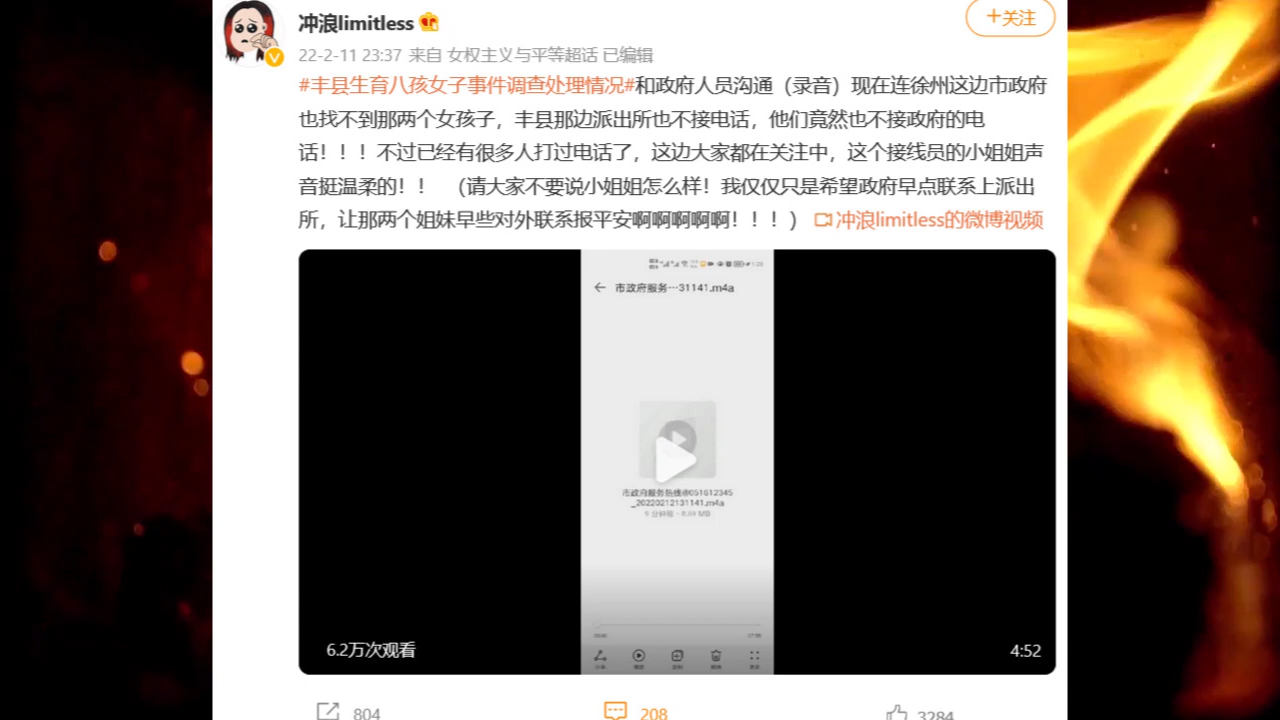 冲浪limitless
+关注
22-2-11 23:37 来自 女权主义与平等超话 已编辑
#丰县生育八孩女子事件调查处理情况#和政府人员沟通（录音）现在连徐州这边市政府
也找不到那两个女孩子，丰县那边派出所也不接电话，他们竟然也不接政府的电
话！！！不过已经有很多人打过电话了，这边大家都在关注中，这个接线员的小姐姐声
音挺温柔的！！ （请大家不要说小姐姐怎么样！我仅仅只是希望政府早点联系上派出
所，让那两个姐妹早些对外联系报平安啊啊啊啊啊！！！） 冲浪limitless的微博视频
市政府服务…31141.m4a
市政府服务热线@051612345
_20220212131141.m4a
6.2万次观看
4:52
804
208
3284